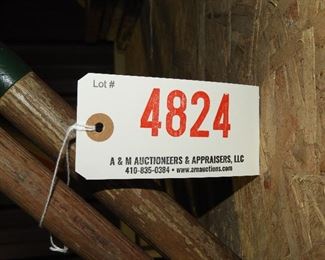 Lot #
4824
A & M AUCTIONEERS & APPRAISERS, LLC
410-835-0384 • www.amauctions.com